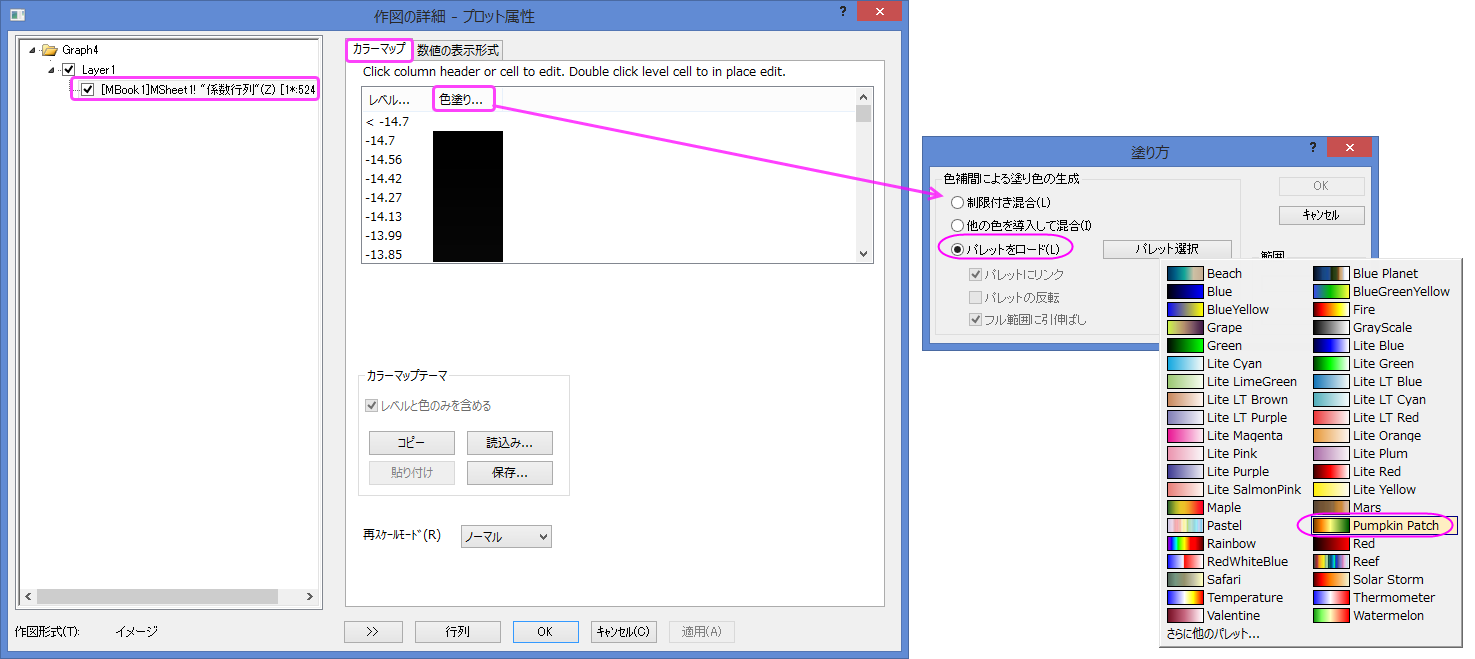 作図の詳細 - プロット属性
?
Graph4
Layer1
[MBook1]MSheet1! "係数行列"(Z) [1*:524
カラーマップ
数値の表示形式
Click column header or cell to edit. Double click level cell to in place edit.
レベル...
色塗り...
< -14.7
-14.7
-14.56
-14.42
-14.27
-14.13
-13.99
-13.85
カラーマップテーマ
レベルと色のみを含める
コピー
読込み...
貼り付け
保存...
再スケールモード(R)
ノーマル
作図形式(T):
イメージ
>>
行列
OK
キャンセル(C)
適用(A)
塗り方
?
色補間による塗り色の生成
制限付き混合(L)
他の色を導入して混合(I)
パレットをロード(L)
パレット選択
パレットにリンク
パレットの反転
フル範囲に引伸ばし
OK
キャンセル
範囲
Beach
Blue Planet
Blue
BlueGreenYellow
BlueYellow
Fire
Grape
GrayScale
Green
Lite Blue
Lite Cyan
Lite Green
Lite LimeGreen
Lite LT Blue
Lite LT Brown
Lite LT Cyan
Lite LT Purple
Lite LT Red
Lite Magenta
Lite Orange
Lite Pink
Lite Plum
Lite Purple
Lite Red
Lite SalmonPink
Lite Yellow
Maple
Mars
Pastel
Pumpkin Patch
Rainbow
Red
RedWhiteBlue
Reef
Safari
Solar Storm
Temperature
Thermometer
Valentine
Watermelon
さらに他のパレット...